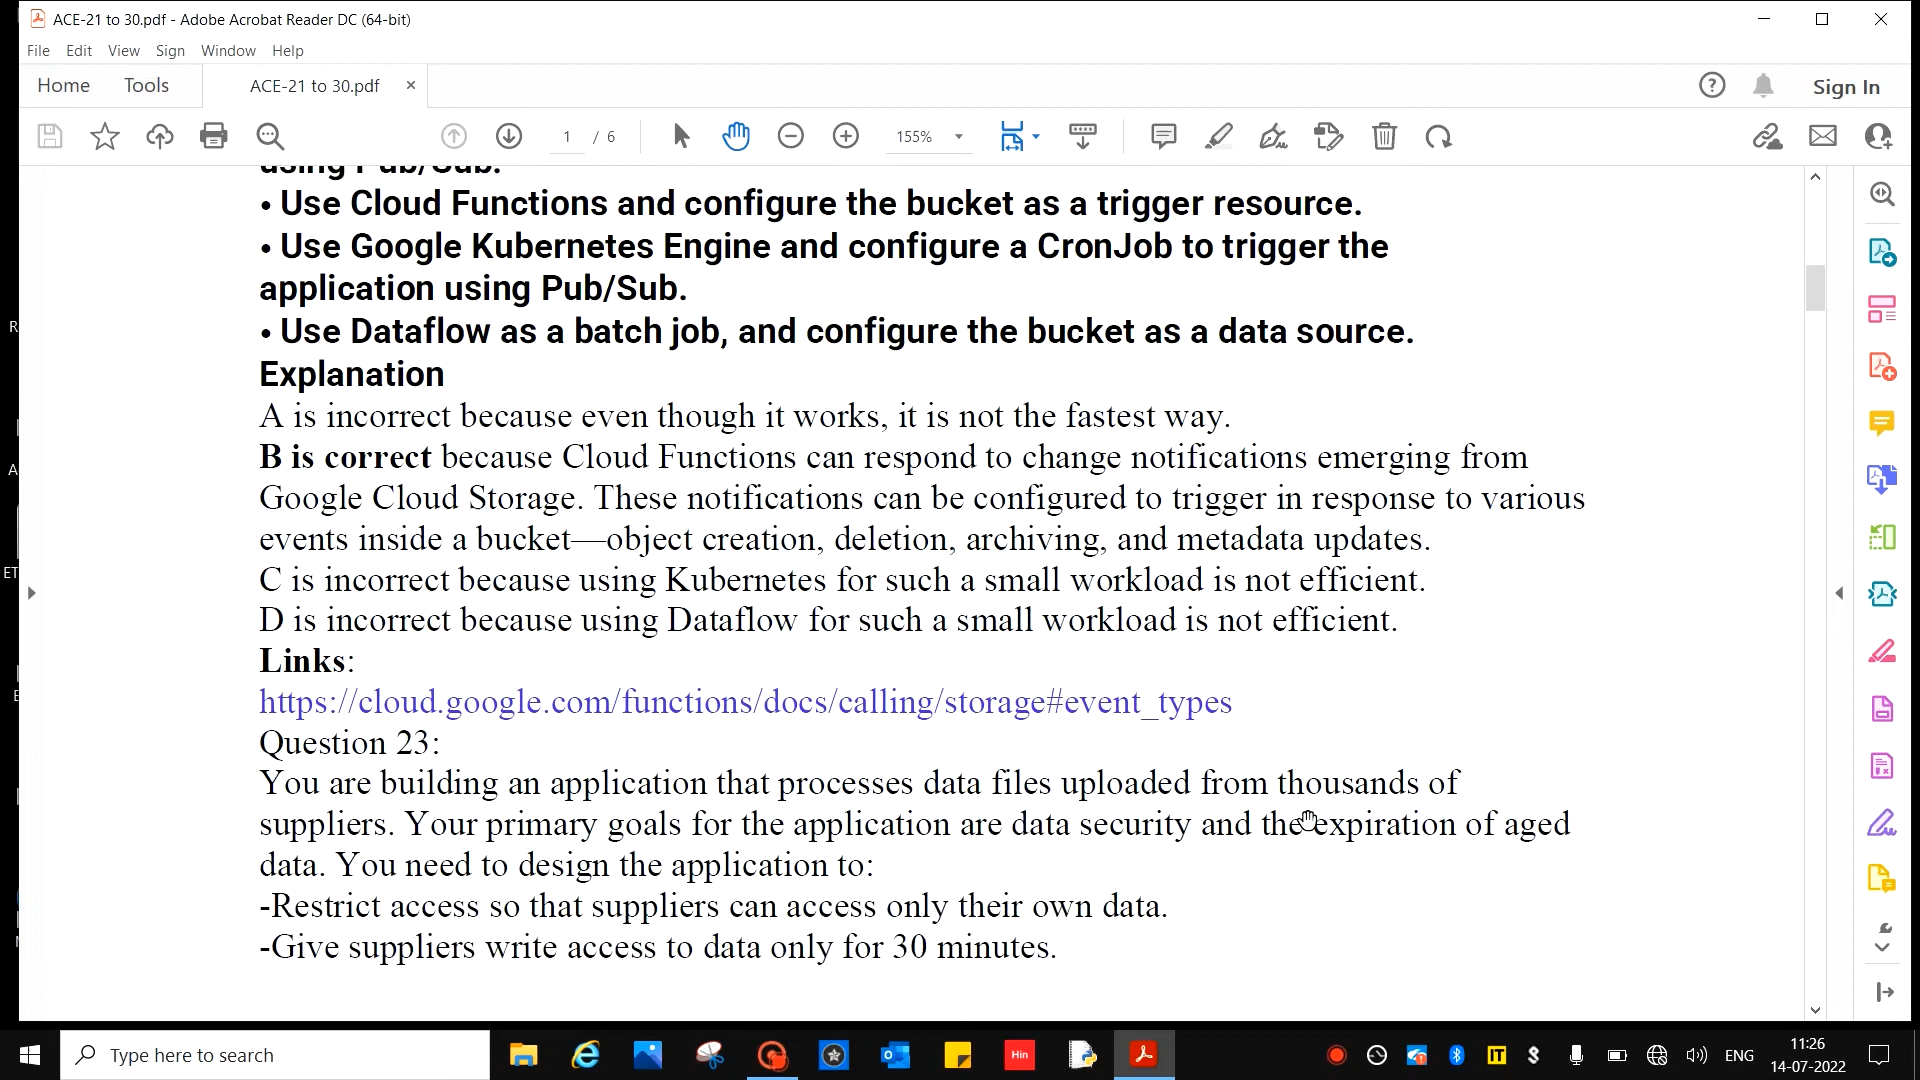 ACE-21 to 30.pdf - Adobe Acrobat Reader DC (64-bit)
File Edit View Sign Window Help
Home Tools ACE-21 to 30.pdf × Sign In
1 / 6 155%
using Pub/Sub.
• Use Cloud Functions and configure the bucket as a trigger resource.
• Use Google Kubernetes Engine and configure a CronJob to trigger the
application using Pub/Sub.
• Use Dataflow as a batch job, and configure the bucket as a data source.
Explanation
A is incorrect because even though it works, it is not the fastest way.
B is correct because Cloud Functions can respond to change notifications emerging from
Google Cloud Storage. These notifications can be configured to trigger in response to various
events inside a bucket—object creation, deletion, archiving, and metadata updates.
C is incorrect because using Kubernetes for such a small workload is not efficient.
D is incorrect because using Dataflow for such a small workload is not efficient.
Links:
https://cloud.google.com/functions/docs/calling/storage#event_types
Question 23:
You are building an application that processes data files uploaded from thousands of
suppliers. Your primary goals for the application are data security and the expiration of aged
data. You need to design the application to:
-Restrict access so that suppliers can access only their own data.
-Give suppliers write access to data only for 30 minutes.
Type here to search
Hin
IT
ENG
11:26
14-07-2022